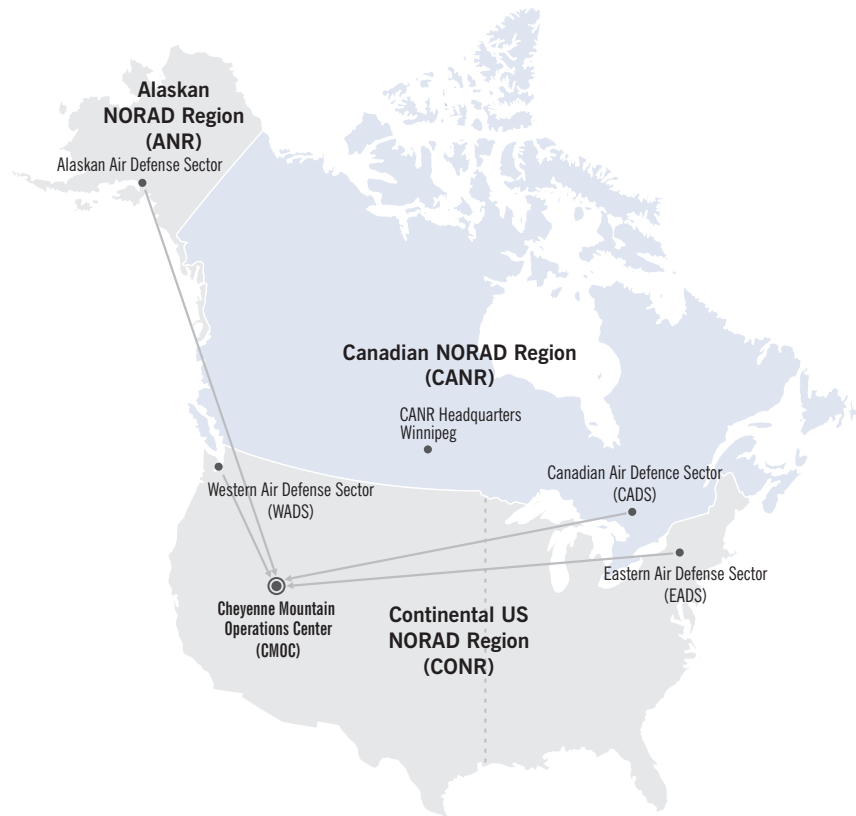 Alaskan
NORAD Region
(ANR)
Alaskan Air Defense Sector
Canadian NORAD Region
(CANR)
CANR Headquarters
Winnipeg
Canadian Air Defence Sector
(CADS)
Western Air Defense Sector
(WADS)
Eastern Air Defense Sector
(EADS)
Cheyenne Mountain
Operations Center
(CMOC)
Continental US
NORAD Region
(CONR)